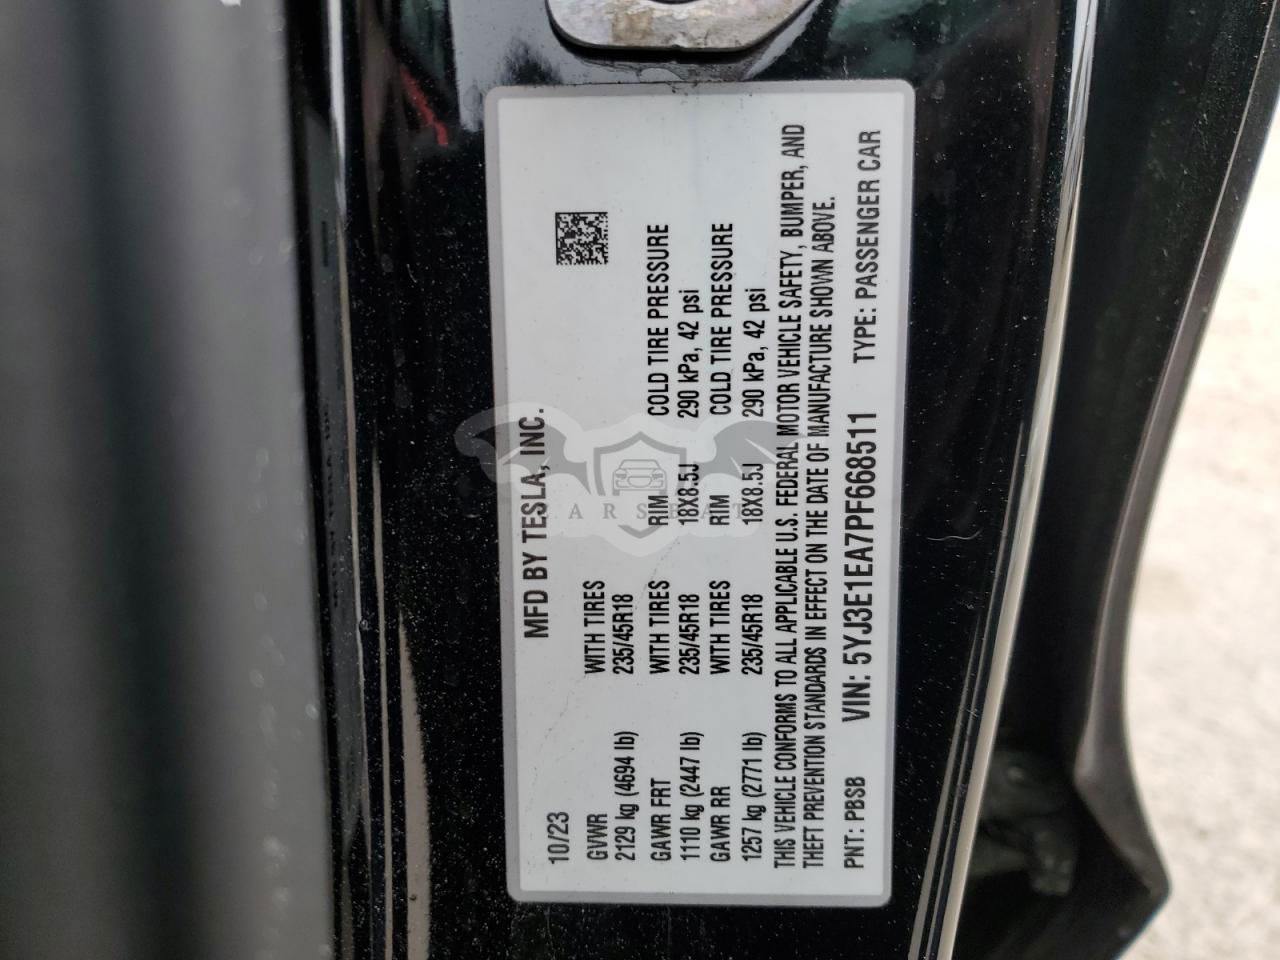 MFD BY TESLA, INC.
10/23
GVWR WITH TIRES
2129 kg (4694 lb) 235/45R18
GAWR FRT WITH TIRES RIM COLD TIRE PRESSURE
1110 kg (2447 lb) 235/45R18 18X8.5J 290 kPa, 42 psi
GAWR RR WITH TIRES RIM COLD TIRE PRESSURE
1257 kg (2771 lb) 235/45R18 18X8.5J 290 kPa, 42 psi
THIS VEHICLE CONFORMS TO ALL APPLICABLE U.S. FEDERAL MOTOR VEHICLE SAFETY, BUMPER, AND
THEFT PREVENTION STANDARDS IN EFFECT ON THE DATE OF MANUFACTURE SHOWN ABOVE.
PNT: PBSB VIN: 5YJ3E1EA7PF668511 TYPE: PASSENGER CAR
CARSBAT